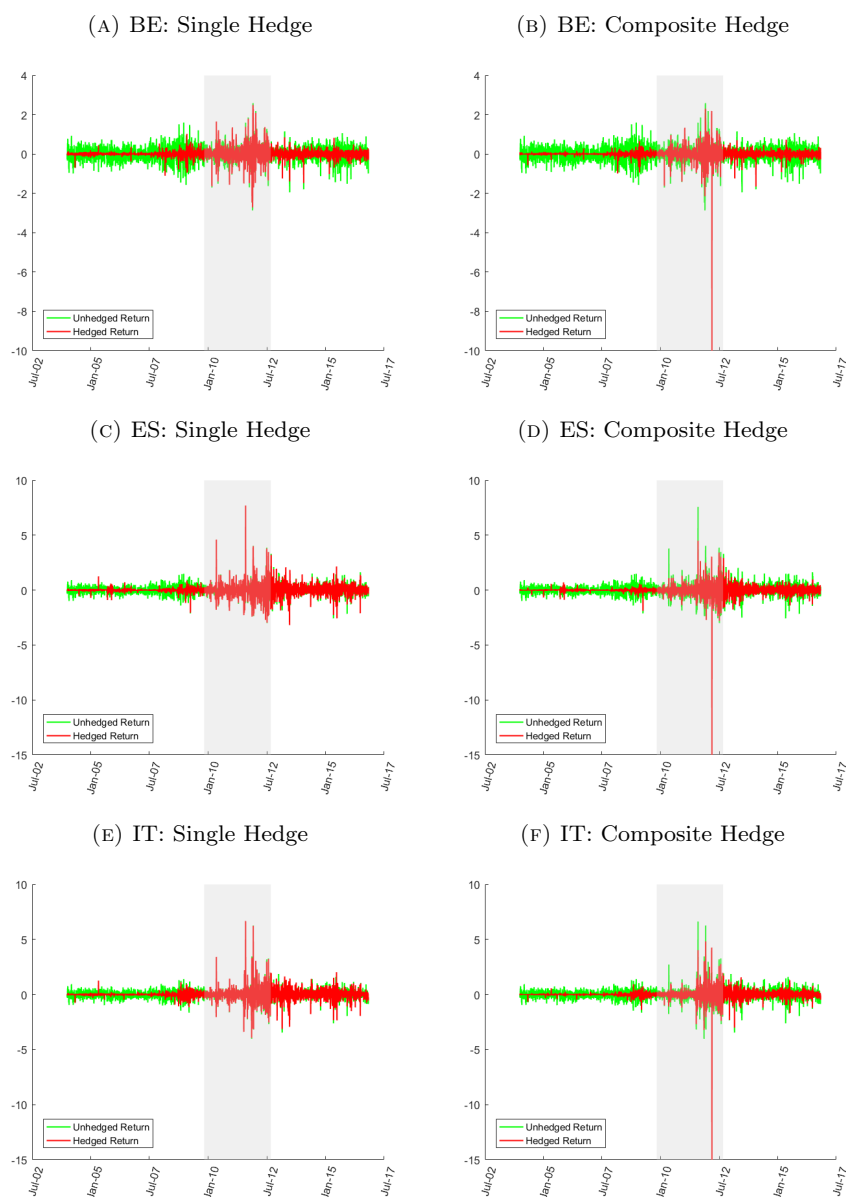 (A) BE: Single Hedge
4
2
0
-2
-4
-6
-8
-10
Unhedged Return
Hedged Return
Jul-02
Jan-05
Jul-07
Jan-10
Jul-12
Jan-15
Jul-17
(B) BE: Composite Hedge
4
2
0
-2
-4
-6
-8
-10
Unhedged Return
Hedged Return
Jul-02
Jan-05
Jul-07
Jan-10
Jul-12
Jan-15
Jul-17
(C) ES: Single Hedge
10
5
0
-5
-10
-15
Unhedged Return
Hedged Return
Jul-02
Jan-05
Jul-07
Jan-10
Jul-12
Jan-15
Jul-17
(D) ES: Composite Hedge
10
5
0
-5
-10
-15
Unhedged Return
Hedged Return
Jul-02
Jan-05
Jul-07
Jan-10
Jul-12
Jan-15
Jul-17
(E) IT: Single Hedge
10
5
0
-5
-10
-15
Unhedged Return
Hedged Return
Jul-02
Jan-05
Jul-07
Jan-10
Jul-12
Jan-15
Jul-17
(F) IT: Composite Hedge
10
5
0
-5
-10
-15
Unhedged Return
Hedged Return
Jul-02
Jan-05
Jul-07
Jan-10
Jul-12
Jan-15
Jul-17